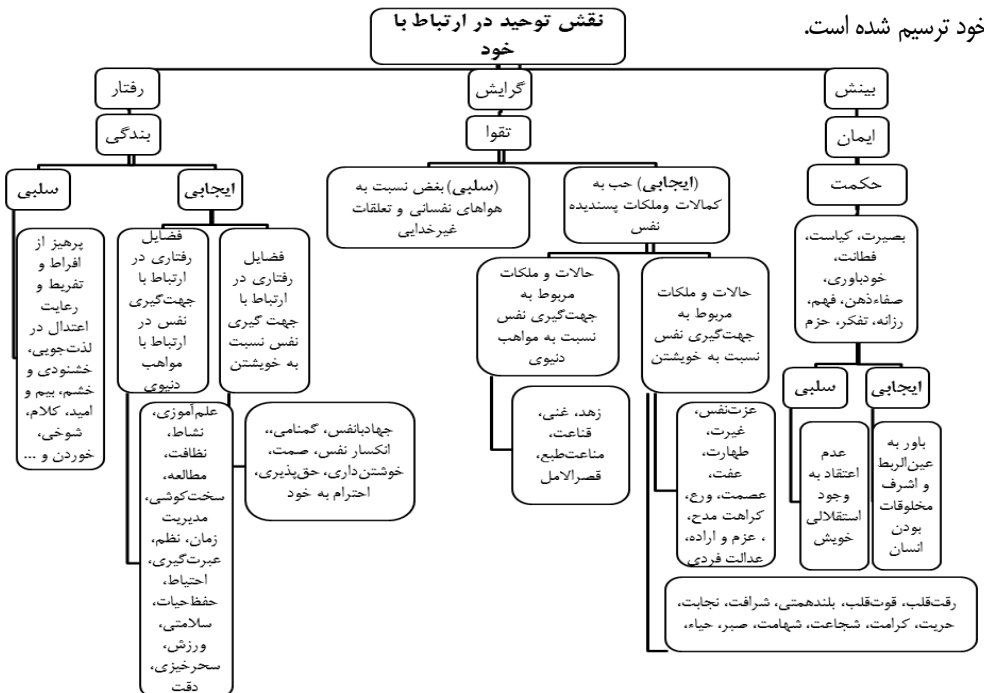 خود ترسیم شده است.
نقش توحید در ارتباط با
خود
بینش
گرایش
رفتار
ایمان
تقوا
بندگی
حکمت
(ایجابی) حب به
کمالات وملکات پسندیده
نفس
(سلبی) بغض نسبت به
هواهای نفسانی و تعلقات
غیرخدایی
ایجابی
سلبی
بصیرت، کیاست،
فطانت،
خودباوری،
صفاءذهن، فهم،
رزانه، تفکر، حزم
حالات و ملکات
مربوط به
جهت‌گیری نفس
نسبت به خویشتن
حالات و ملکات
مربوط به
جهت‌گیری نفس
نسبت به مواهب
دنیوی
فضایل
رفتاری در
ارتباط با
جهت گیری
نفس نسبت
به خویشتن
فضایل
رفتاری در
ارتباط با
جهت‌گیری
نفس در
ارتباط با
مواهب
دنیوی
پرهیز از
افراط و
تفریط و
رعایت
اعتدال در
لذت‌جویی،
خشنودی و
خشم، بیم و
امید، کلام،
شوخی،
خوردن و ...
ایجابی
سلبی
باور به
عین‌الربط
و اشرف
مخلوقات
بودن
انسان
عدم
اعتقاد به
وجود
استقلالی
خویش
عزت‌نفس،
غیرت،
طهارت،
عفت،
عصمت، ورع،
کراهت مدح،
، عزم و اراده،
عدالت فردی
زهد، غنی،
قناعت،
مناعت‌طبع،
قصرالامل
جهادبانفس، گمنامی،،
انکسار نفس، صمت،
خوشتن‌داری، حق‌پذیری،
احترام به خود
علم‌آموزی،
نشاط،
نظافت،
مطالعه،
سخت‌کوشی،
مدیریت
زمان، نظم،
عبرت‌گیری،
احتیاط،
حفظ‌حیات،
سلامتی،
ورزش،
سحرخیزی،
دقت
رقت‌قلب، قوت‌قلب، بلندهمتی، شرافت، نجابت،
حریت، کرامت، شجاعت، شهامت، صبر، حیاء،